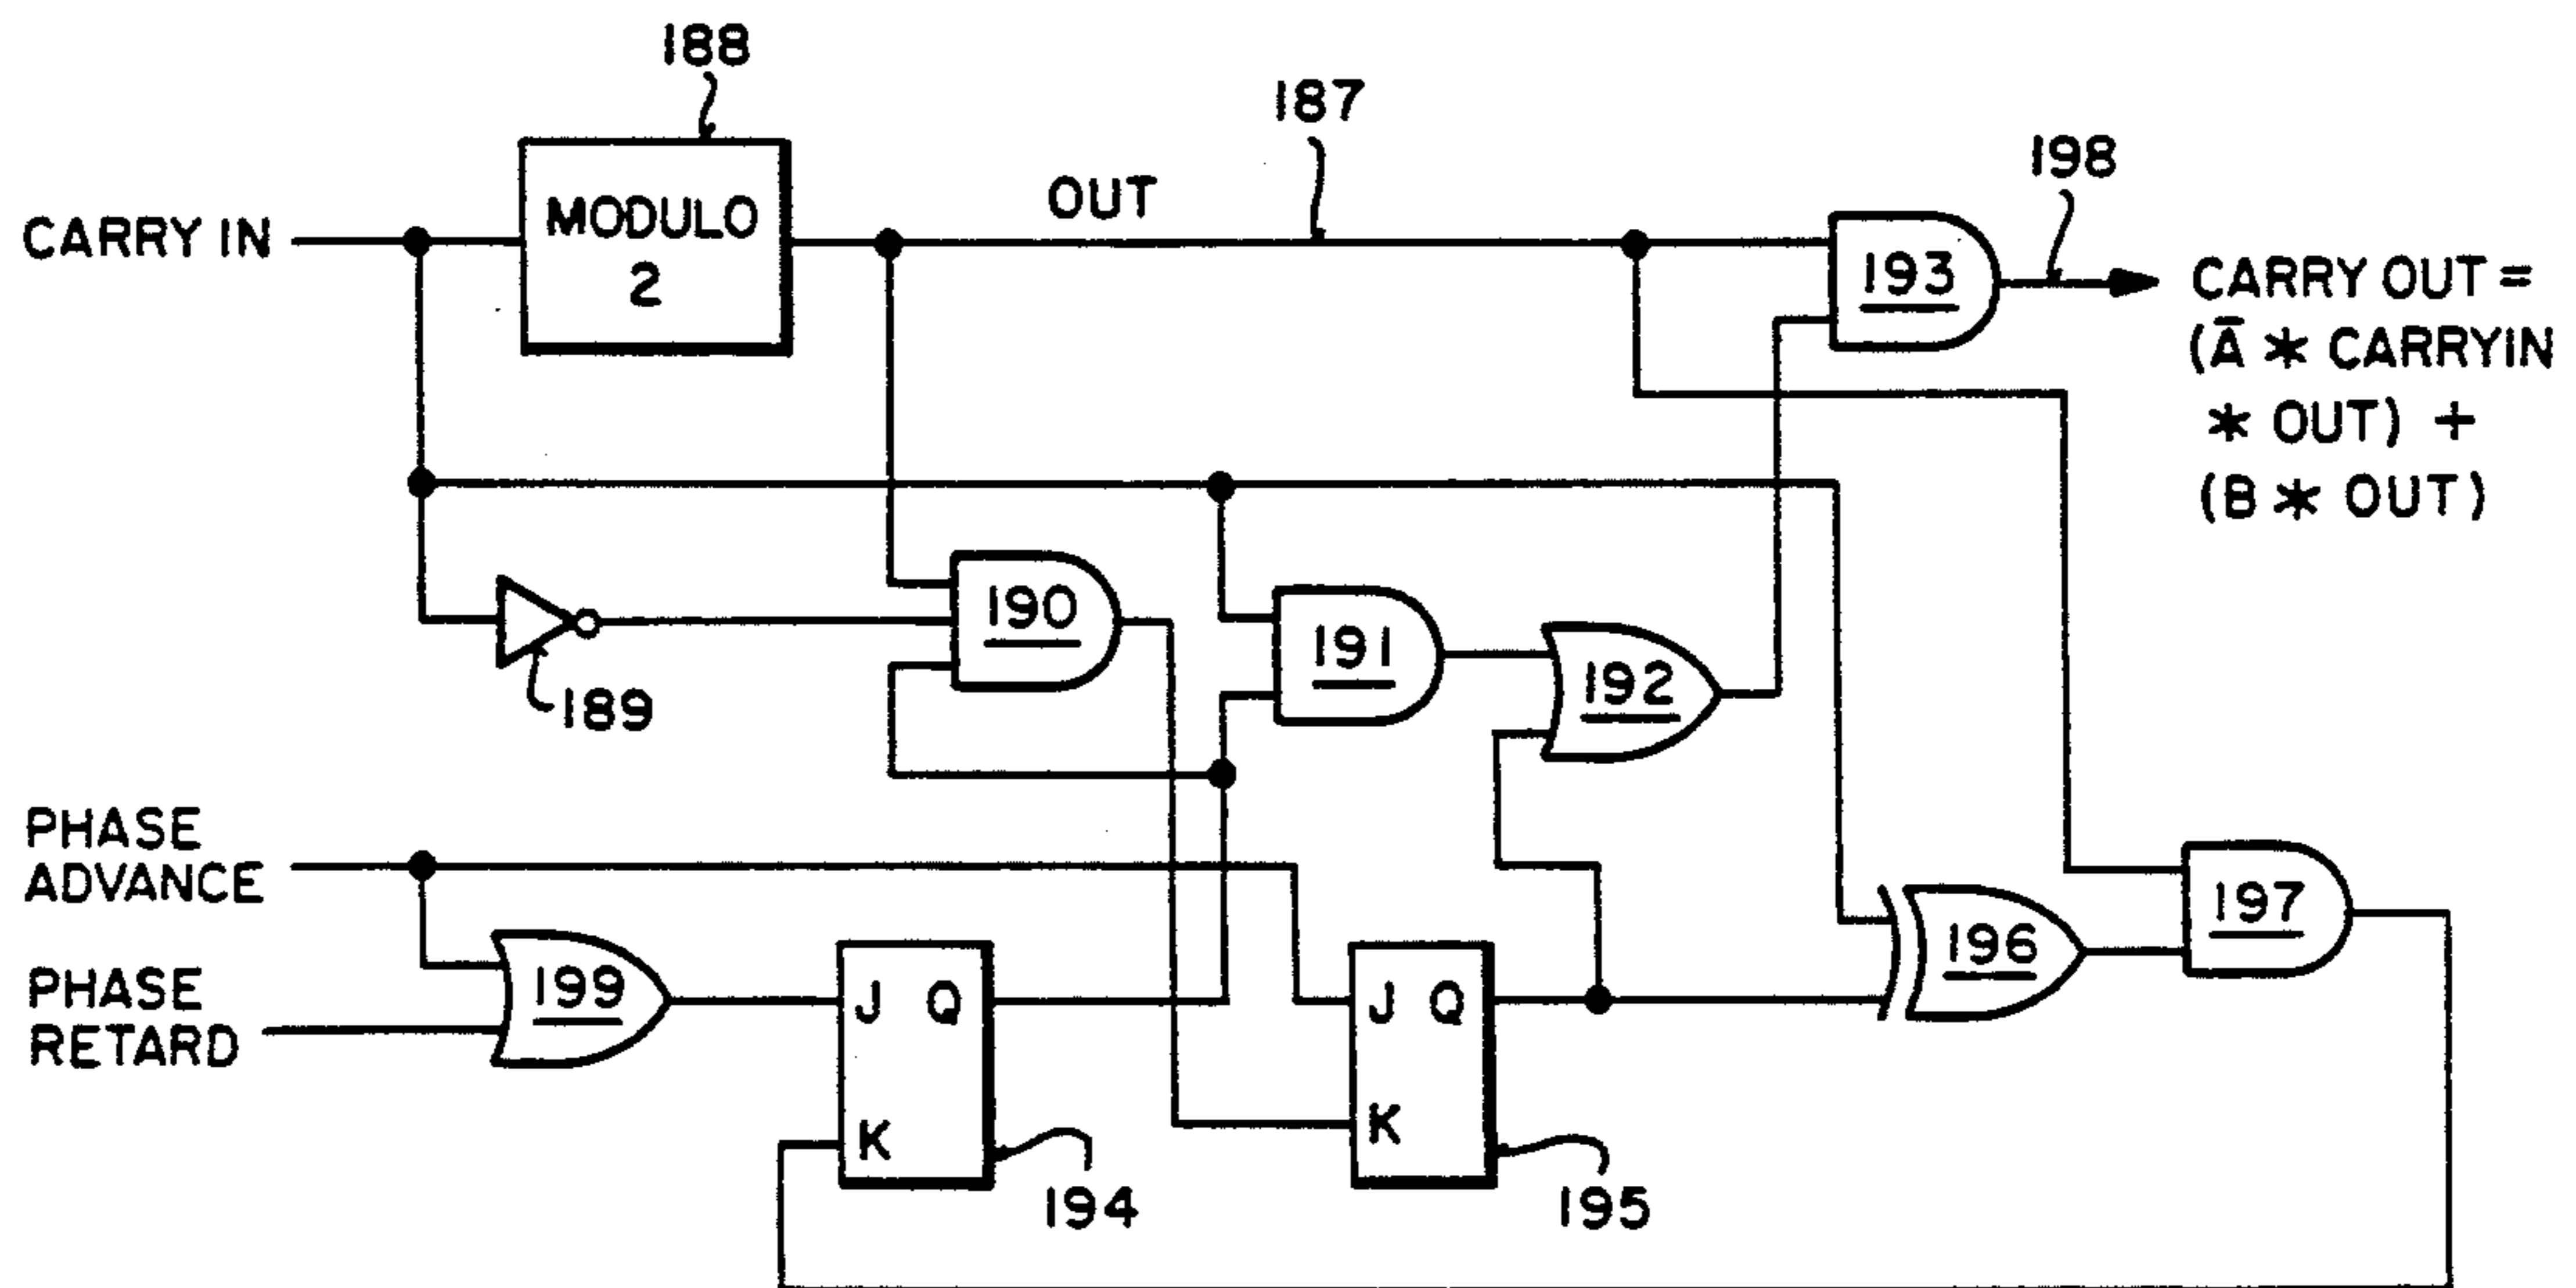 188
187
198
CARRY IN
MODULO
2
OUT
193
CARRY OUT =
(Ā * CARRYIN
* OUT) +
(B * OUT)
190
191
192
189
PHASE
ADVANCE
PHASE
RETARD
199
J Q
K
194
J Q
K
195
196
197